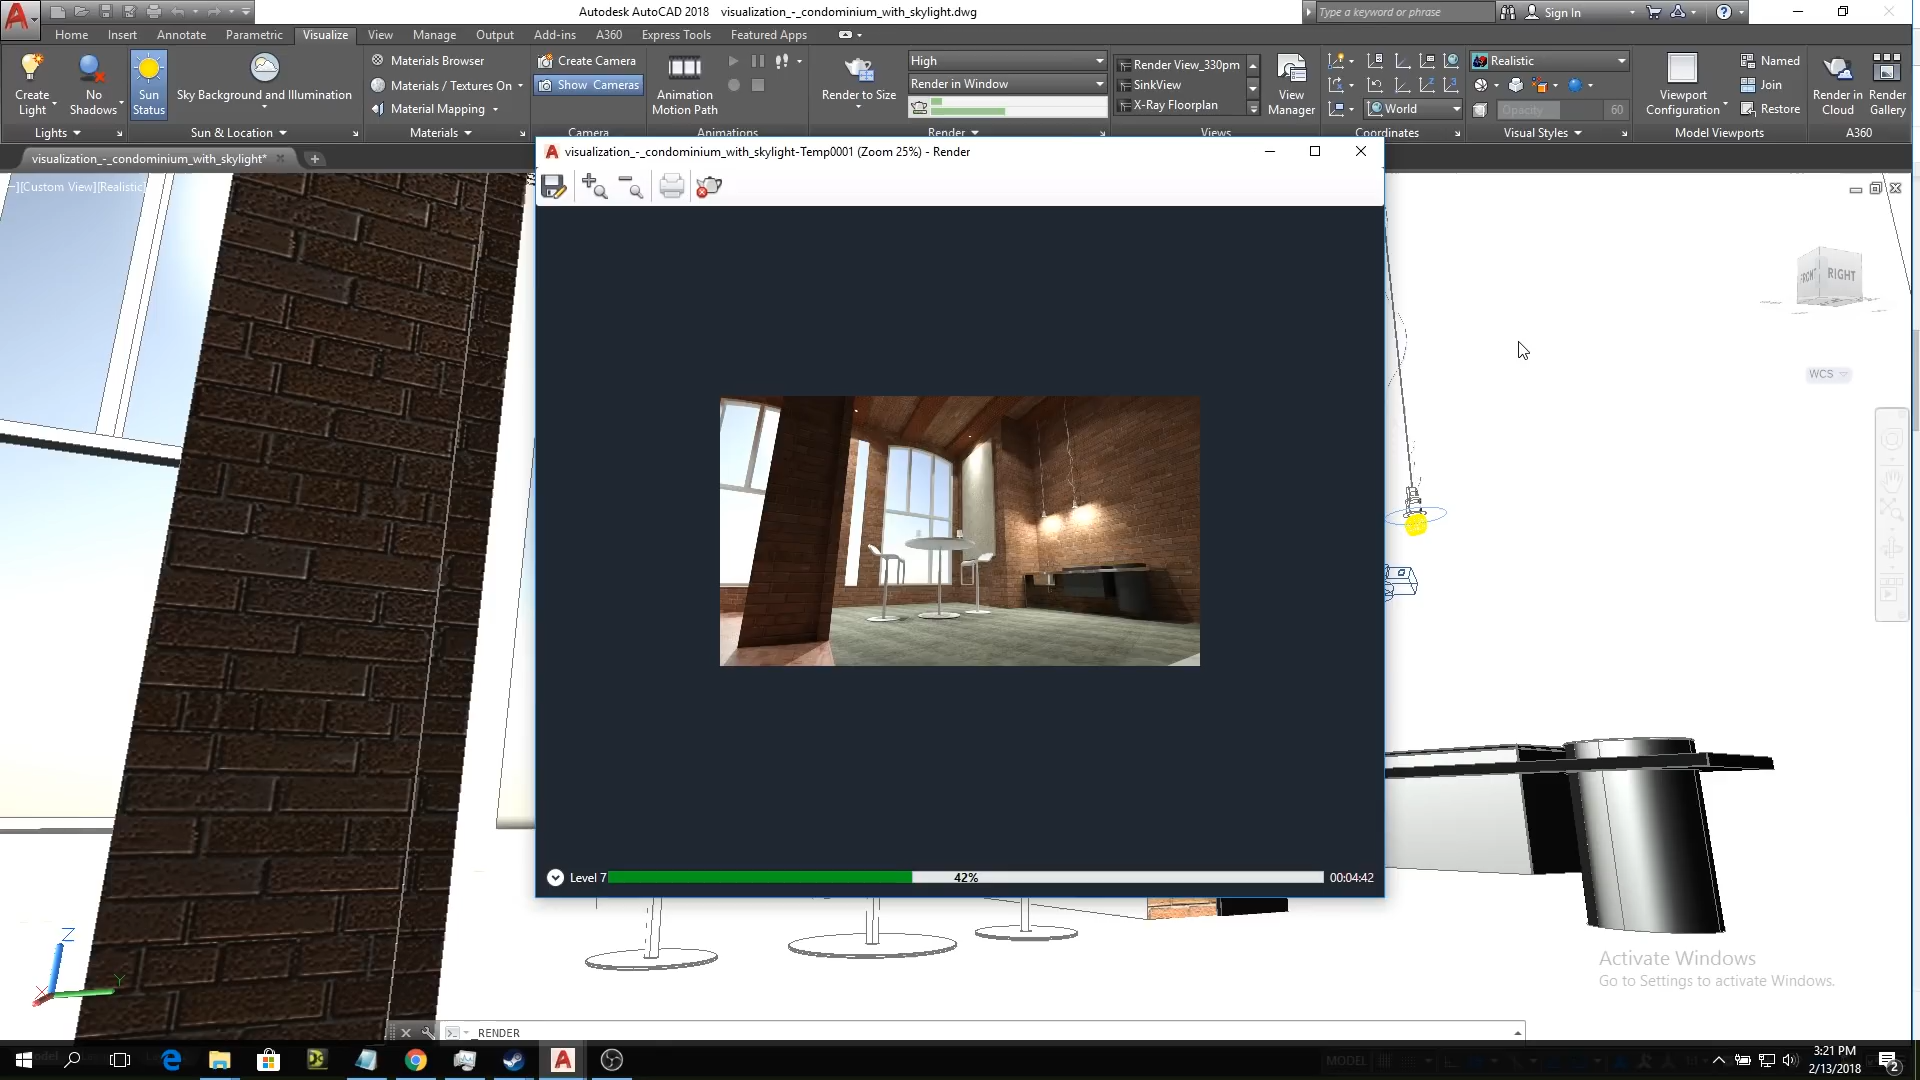 Autodesk AutoCAD 2018 visualization_-_condominium_with_skylight.dwg
Type a keyword or phrase
Sign In
Home Insert Annotate Parametric Visualize View Manage Output Add-ins A360 Express Tools Featured Apps
Create Light
No Shadows
Sun Status
Sky Background and Illumination
Materials Browser
Materials / Textures On
Material Mapping
Create Camera
Show Cameras
Animation Motion Path
Render to Size
High
Render in Window
Render View_330pm
SinkView
X-Ray Floorplan
View Manager
World
Realistic
Opacity 60
Viewport Configuration
Named
Join
Restore
Render in Cloud
Render Gallery
Lights Sun & Location Materials Camera Animations Render Views Coordinates Visual Styles Model Viewports A360
visualization_-_condominium_with_skylight*
visualization_-_condominium_with_skylight-Temp0001 (Zoom 25%) - Render
][Custom View][Realistic]
FRONT RIGHT
WCS
Level 7 42% 00:04:42
Z
Y
X
Activate Windows
Go to Settings to activate Windows.
_RENDER
MODEL
3:21 PM
2/13/2018
2